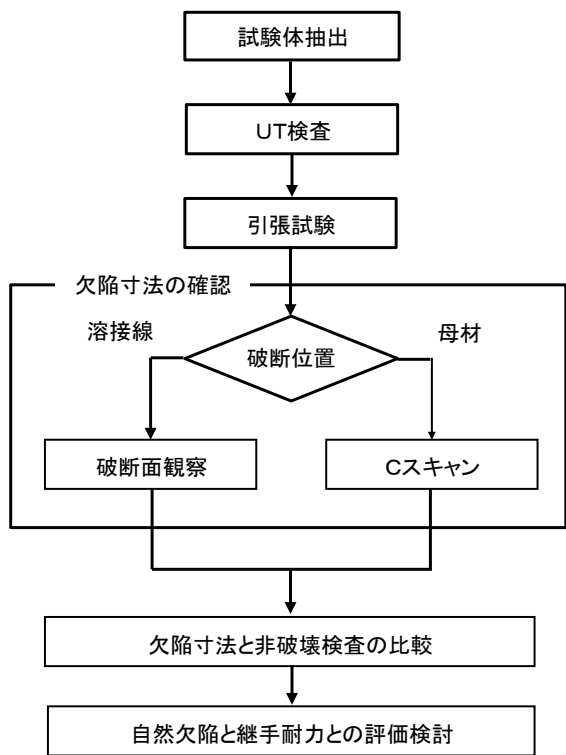 試験体抽出
UT検査
引張試験
欠陥寸法の確認
溶接線
母材
破断位置
破断面観察
Cスキャン
欠陥寸法と非破壊検査の比較
自然欠陥と継手耐力との評価検討